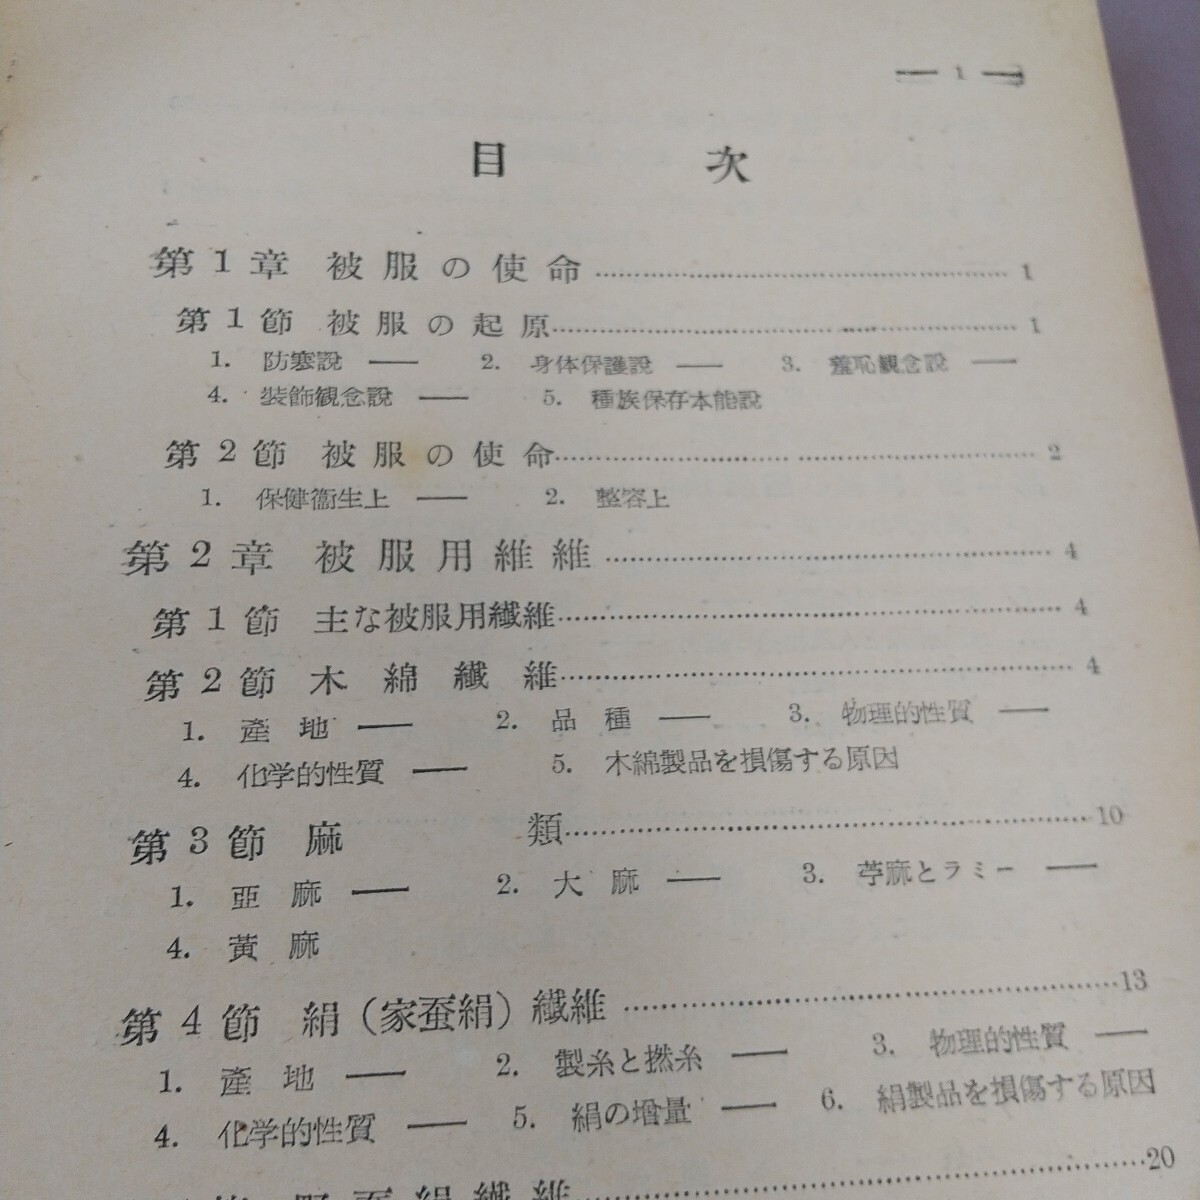 — 1 —
目 次
第1章 被服の使命……………………1
第1節 被服の起原……………………1
1. 防寒説 — 2. 身体保護説 — 3. 羞恥観念説 —
4. 装飾観念説 — 5. 種族保存本能説
第2節 被服の使命……………………2
1. 保健衞生上 — 2. 整容上
第2章 被服用維維……………………4
第1節 主な被服用繊維……………………4
第2節 木綿繊維……………………4
1. 產地 — 2. 品種 — 3. 物理的性質 —
4. 化学的性質 — 5. 木綿製品を損傷する原因
第3節 麻類……………………10
1. 亜麻 — 2. 大麻 — 3. 苧麻とラミー —
4. 黄麻
第4節 絹(家蚕絹)繊維……………………13
1. 產地 — 2. 製糸と撚糸 — 3. 物理的性質 —
4. 化学的性質 — 5. 絹の増量 — 6. 絹製品を損傷する原因
野蚕絹繊維……………………20